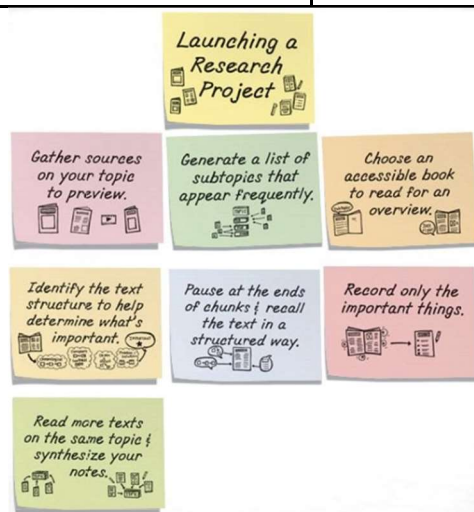 Launching a
Research
Project
Gather sources
on your topic
to preview.
Generate a list of
subtopics that
appear frequently.
Choose an
accessible book
to read for an
overview.
Identify the text
structure to help
determine what's
important.
Pause at the ends
of chunks & recall
the text in a
structured way.
Record only the
important things.
Read more texts
on the same topic &
synthesize your
notes.